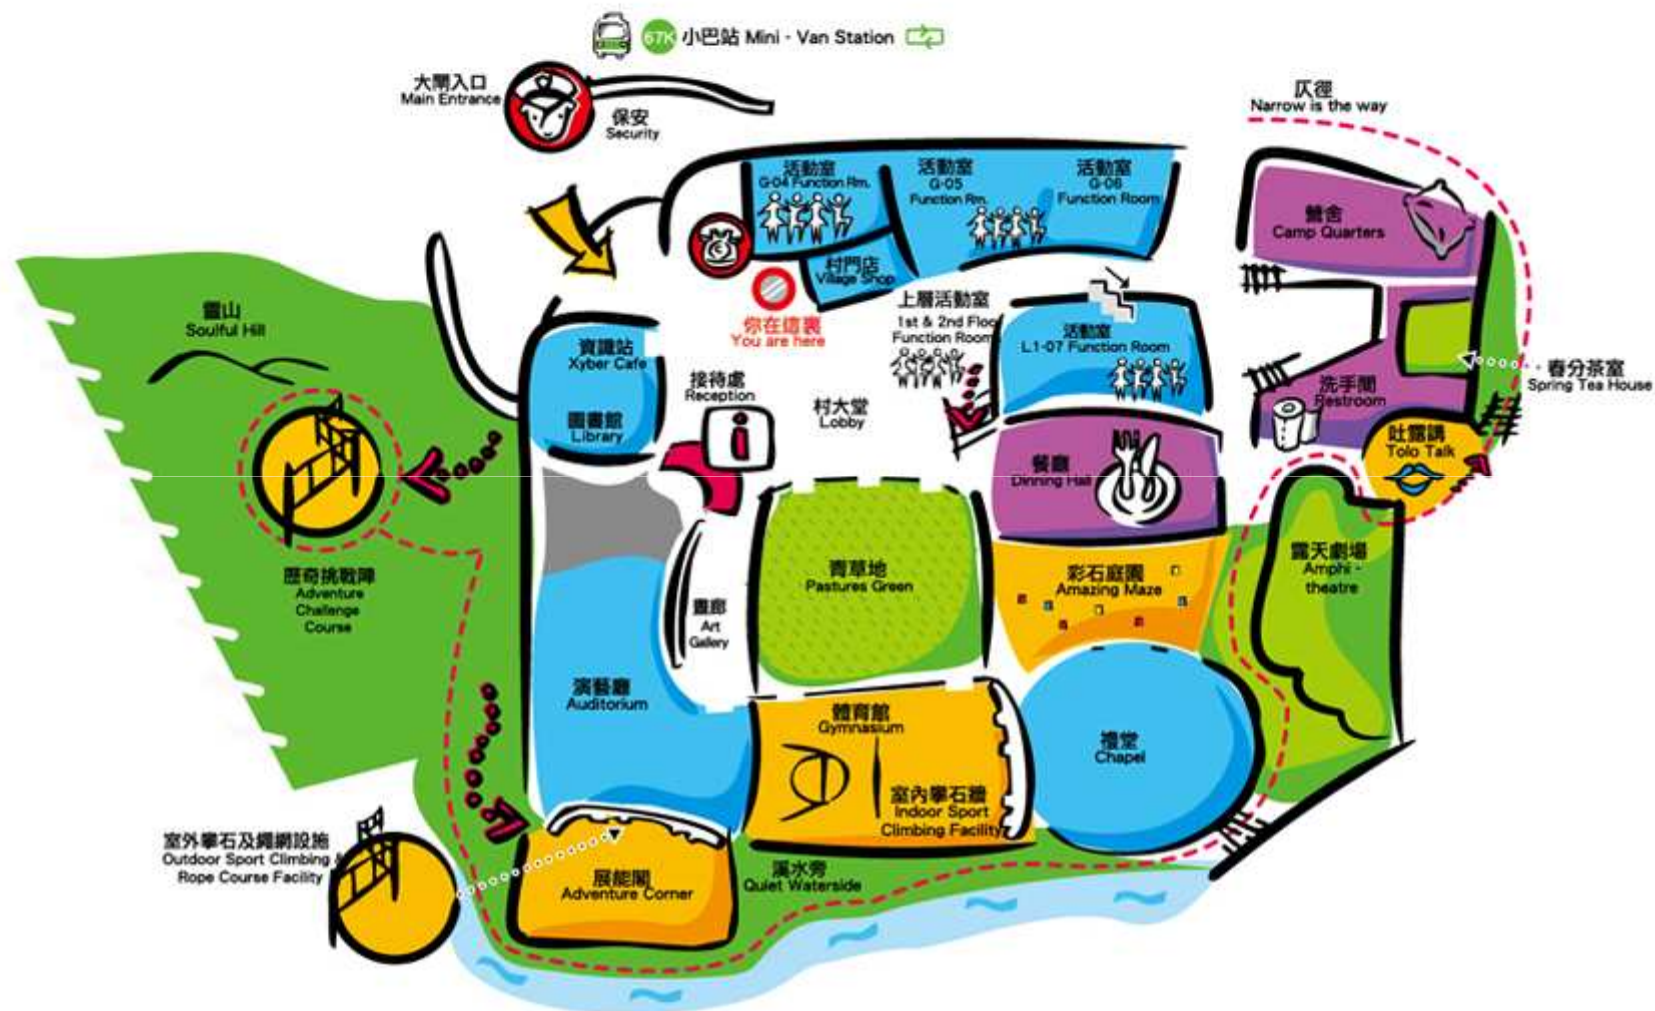 67K 小巴站 Mini - Van Station
大閘入口
Main Entrance
保安
Security
仄徑
Narrow is the way
活動室
G-04 Function Rm.
活動室
G-05
Function Rm.
活動室
G-06
Function Room
營舍
Camp Quarters
村門店
Village Shop
你在這裏
You are here
上層活動室
1st & 2nd Floo
Function Room
活動室
L1-07 Function Room
靈山
Soulful Hill
資識站
Xyber Cafe
圖書館
Library
接待處
Reception
i
村大堂
Lobby
洗手間
Restroom
春分茶室
Spring Tea House
吐露講
Tolo Talk
餐廳
Dinning Hall
歷奇挑戰陣
Adventure
Challenge
Course
青草地
Pastures Green
彩石庭園
Amazing Maze
露天劇場
Amphi -
theatre
畫廊
Art
Gallery
演藝廳
Auditorium
體育館
Gymnasium
禮堂
Chapel
室內攀石牆
Indoor Sport
Climbing Facility
室外攀石及繩網設施
Outdoor Sport Climbing &
Rope Course Facility
展能閣
Adventure Corner
溪水旁
Quiet Waterside